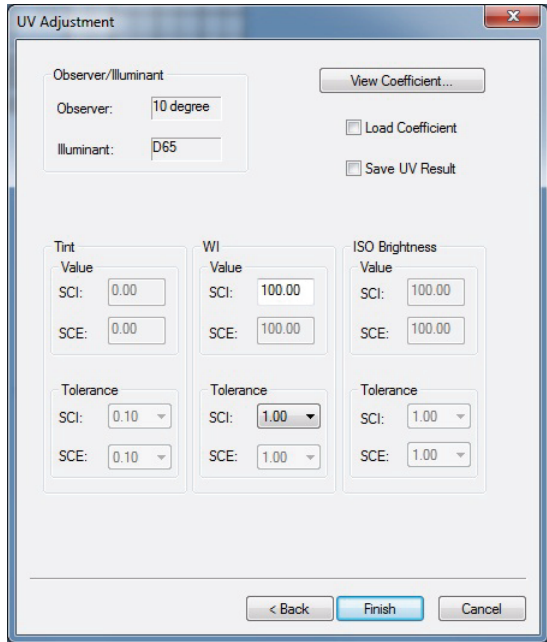 UV Adjustment
Observer/Illuminant
View Coefficient...
Observer: 10 degree
Load Coefficient
Illuminant: D65
Save UV Result
Tint WI ISO Brightness
Value Value Value
SCI: 0.00 SCI: 100.00 SCI: 100.00
SCE: 0.00 SCE: 100.00 SCE: 100.00
Tolerance Tolerance Tolerance
SCI: 0.10 SCI: 1.00 SCI: 1.00
SCE: 0.10 SCE: 1.00 SCE: 1.00
< Back Finish Cancel